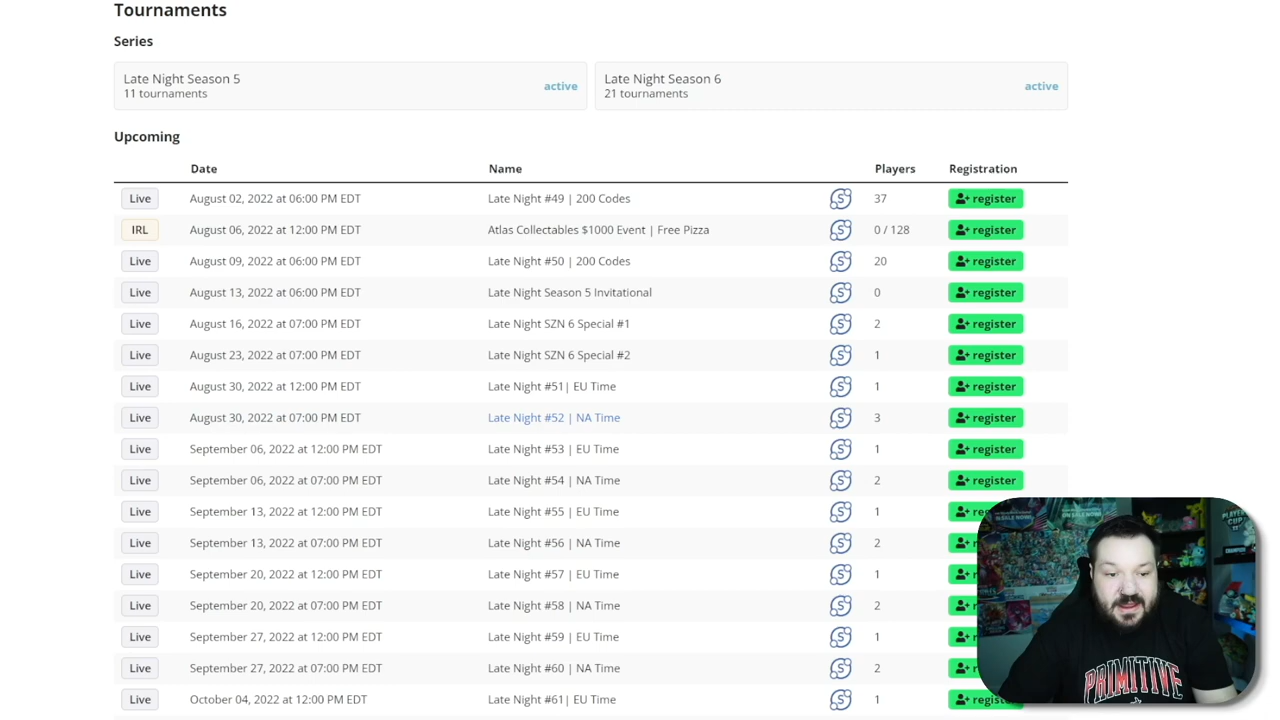 Tournaments
Series
Late Night Season 5
11 tournaments
active
Late Night Season 6
21 tournaments
active
Upcoming
Date Name Players Registration
Live August 02, 2022 at 06:00 PM EDT Late Night #49 | 200 Codes 37 register
IRL August 06, 2022 at 12:00 PM EDT Atlas Collectables $1000 Event | Free Pizza 0 / 128 register
Live August 09, 2022 at 06:00 PM EDT Late Night #50 | 200 Codes 20 register
Live August 13, 2022 at 06:00 PM EDT Late Night Season 5 Invitational 0 register
Live August 16, 2022 at 07:00 PM EDT Late Night SZN 6 Special #1 2 register
Live August 23, 2022 at 07:00 PM EDT Late Night SZN 6 Special #2 1 register
Live August 30, 2022 at 12:00 PM EDT Late Night #51| EU Time 1 register
Live August 30, 2022 at 07:00 PM EDT Late Night #52 | NA Time 3 register
Live September 06, 2022 at 12:00 PM EDT Late Night #53 | EU Time 1 register
Live September 06, 2022 at 07:00 PM EDT Late Night #54 | NA Time 2 register
Live September 13, 2022 at 12:00 PM EDT Late Night #55 | EU Time 1
Live September 13, 2022 at 07:00 PM EDT Late Night #56 | NA Time 2
Live September 20, 2022 at 12:00 PM EDT Late Night #57 | EU Time 1
Live September 20, 2022 at 07:00 PM EDT Late Night #58 | NA Time 2
Live September 27, 2022 at 12:00 PM EDT Late Night #59 | EU Time 1
Live September 27, 2022 at 07:00 PM EDT Late Night #60 | NA Time 2
Live October 04, 2022 at 12:00 PM EDT Late Night #61| EU Time 1 register
PLAYERS CUP II
CHAMPION
PRIMITIVE